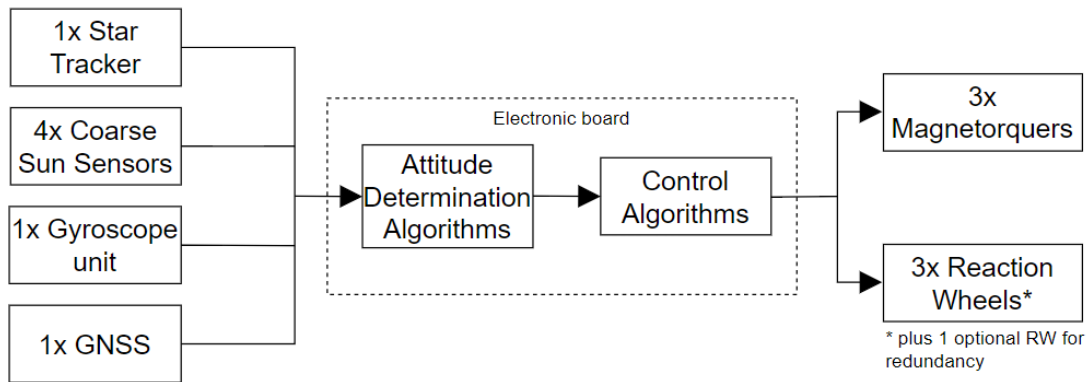 1x Star
Tracker
4x Coarse
Sun Sensors
1x Gyroscope
unit
1x GNSS
Electronic board
Attitude
Determination
Algorithms
Control
Algorithms
3x
Magnetorquers
3x Reaction
Wheels*
* plus 1 optional RW for
redundancy